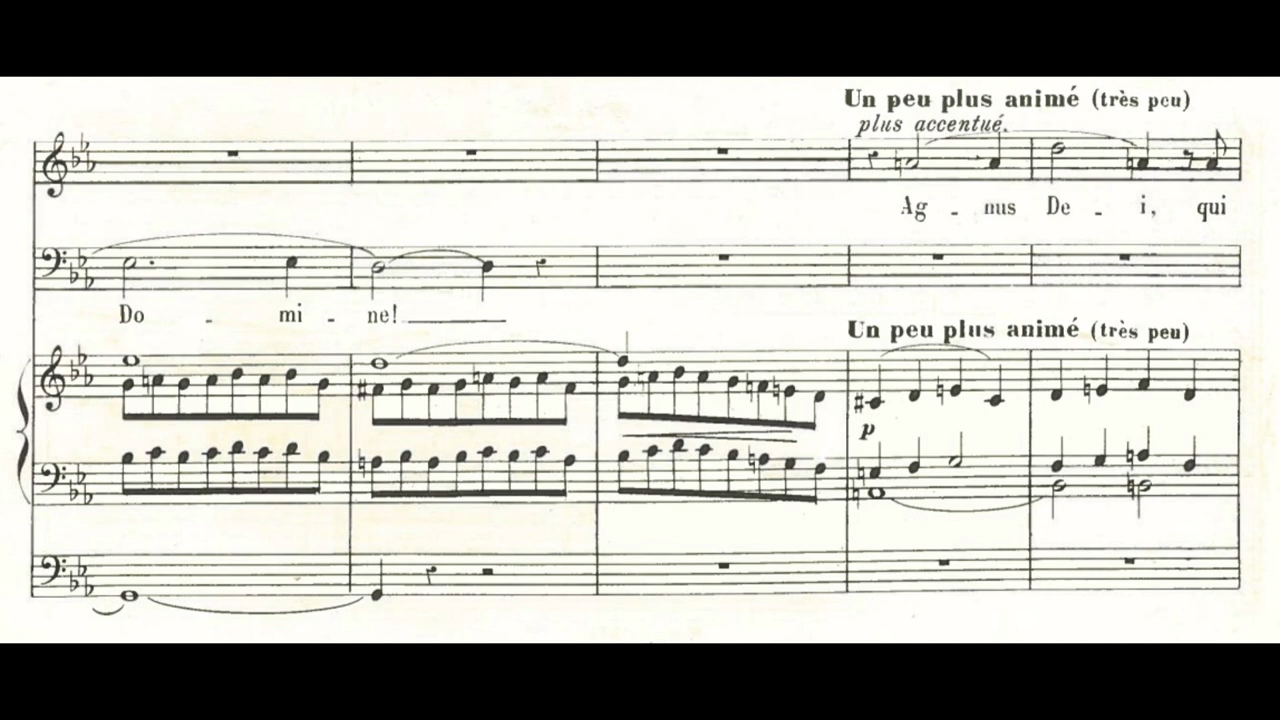 Un peu plus animé (très peu)
plus accentué.
Ag - nus De - i, qui
Do - mi - ne!
Un peu plus animé (très peu)
p